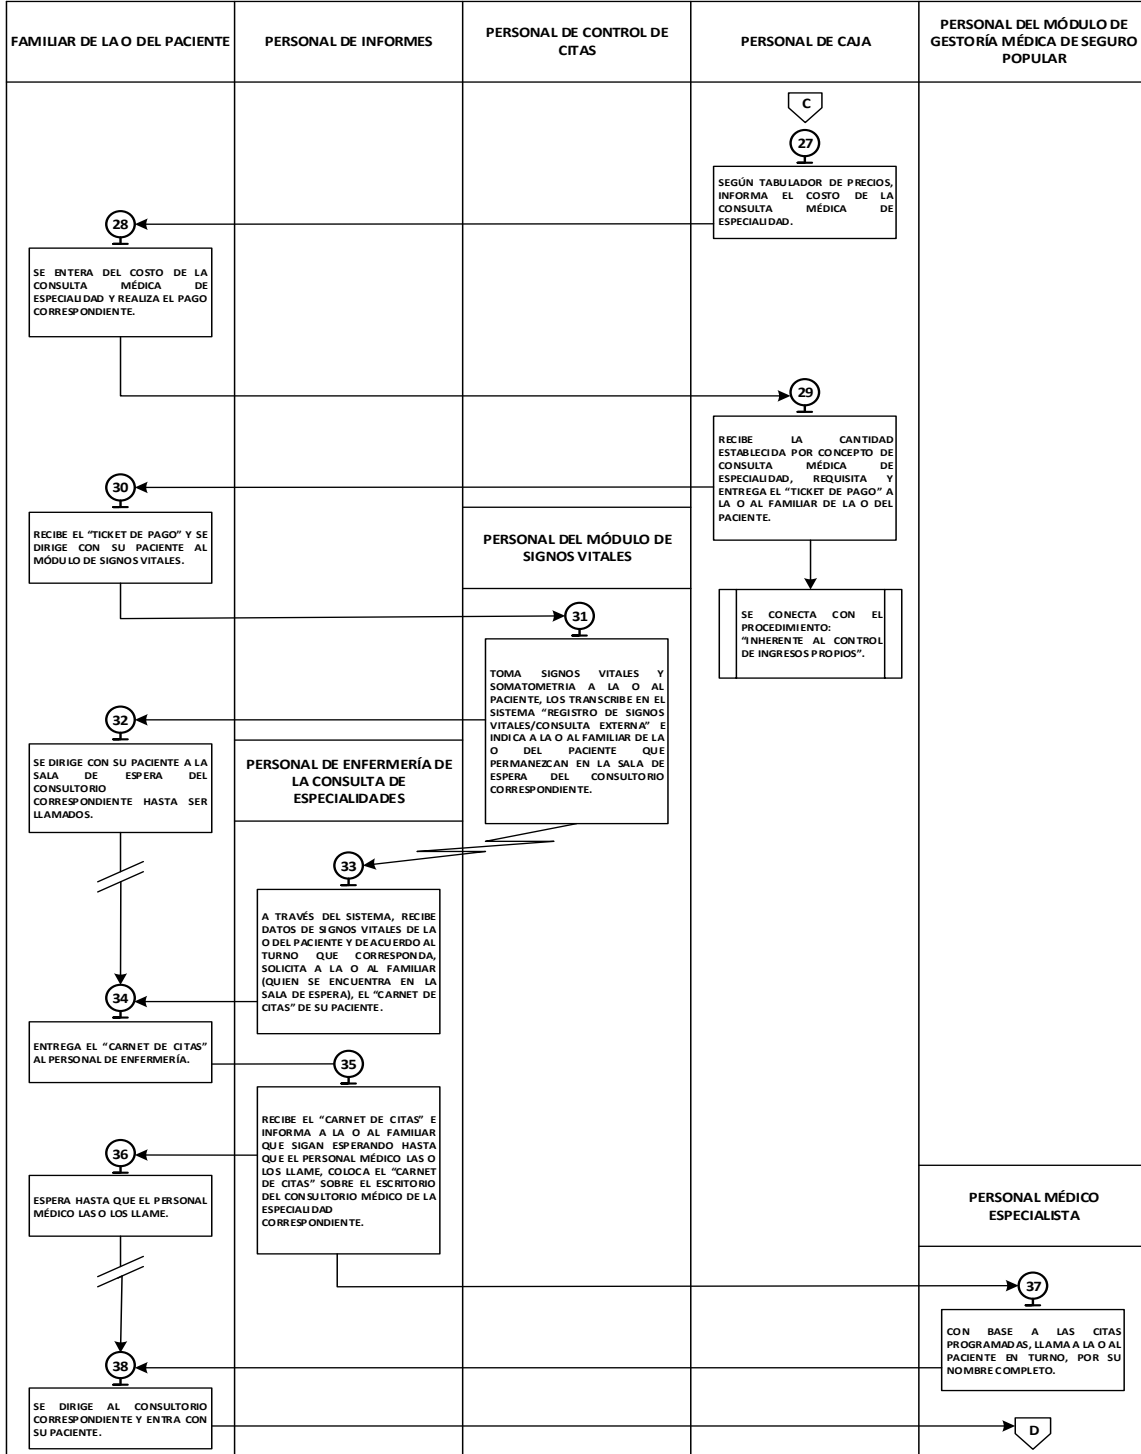 FAMILIAR DE LA O DEL PACIENTE
PERSONAL DE INFORMES
PERSONAL DE CONTROL DE
CITAS
PERSONAL DE CAJA
PERSONAL DEL MÓDULO DE
GESTORÍA MÉDICA DE SEGURO
POPULAR
C
27
SEGÚN TABULADOR DE PRECIOS,
INFORMA EL COSTO DE LA
CONSULTA MÉDICA DE
ESPECIALIDAD.
28
SE ENTERA DEL COSTO DE LA
CONSULTA MÉDICA DE
ESPECIALIDAD Y REALIZA EL PAGO
CORRESPONDIENTE.
29
RECIBE LA CANTIDAD
ESTABLECIDA POR CONCEPTO DE
CONSULTA MÉDICA DE
ESPECIALIDAD, REQUISITA Y
ENTREGA EL “TICKET DE PAGO” A
LA O AL FAMILIAR DE LA O DEL
PACIENTE.
30
RECIBE EL “TICKET DE PAGO” Y SE
DIRIGE CON SU PACIENTE AL
MÓDULO DE SIGNOS VITALES.
PERSONAL DEL MÓDULO DE
SIGNOS VITALES
SE CONECTA CON EL
PROCEDIMIENTO:
“INHERENTE AL CONTROL
DE INGRESOS PROPIOS”.
31
TOMA SIGNOS VITALES Y
SOMATOMETRIA A LA O AL
PACIENTE, LOS TRANSCRIBE EN EL
SISTEMA “REGISTRO DE SIGNOS
VITALES/CONSULTA EXTERNA” E
INDICA A LA O AL FAMILIAR DE LA
O DEL PACIENTE QUE
PERMANEZCAN EN LA SALA DE
ESPERA DEL CONSULTORIO
CORRESPONDIENTE.
32
SE DIRIGE CON SU PACIENTE A LA
SALA DE ESPERA DEL
CONSULTORIO
CORRESPONDIENTE HASTA SER
LLAMADOS.
PERSONAL DE ENFERMERÍA DE
LA CONSULTA DE
ESPECIALIDADES
33
A TRAVÉS DEL SISTEMA, RECIBE
DATOS DE SIGNOS VITALES DE LA
O DEL PACIENTE Y DE ACUERDO AL
TURNO QUE CORRESPONDA,
SOLICITA A LA O AL FAMILIAR
(QUIEN SE ENCUENTRA EN LA
SALA DE ESPERA), EL “CARNET DE
CITAS” DE SU PACIENTE.
34
ENTREGA EL “CARNET DE CITAS”
AL PERSONAL DE ENFERMERÍA.
35
RECIBE EL “CARNET DE CITAS” E
INFORMA A LA O AL FAMILIAR
QUE SIGAN ESPERANDO HASTA
QUE EL PERSONAL MÉDICO LAS O
LOS LLAME, COLOCA EL “CARNET
DE CITAS” SOBRE EL ESCRITORIO
DEL CONSULTORIO MÉDICO DE LA
ESPECIALIDAD
CORRESPONDIENTE.
36
ESPERA HASTA QUE EL PERSONAL
MÉDICO LAS O LOS LLAME.
PERSONAL MÉDICO
ESPECIALISTA
37
CON BASE A LAS CITAS
PROGRAMADAS, LLAMA A LA O AL
PACIENTE EN TURNO, POR SU
NOMBRE COMPLETO.
38
SE DIRIGE AL CONSULTORIO
CORRESPONDIENTE Y ENTRA CON
SU PACIENTE.
D